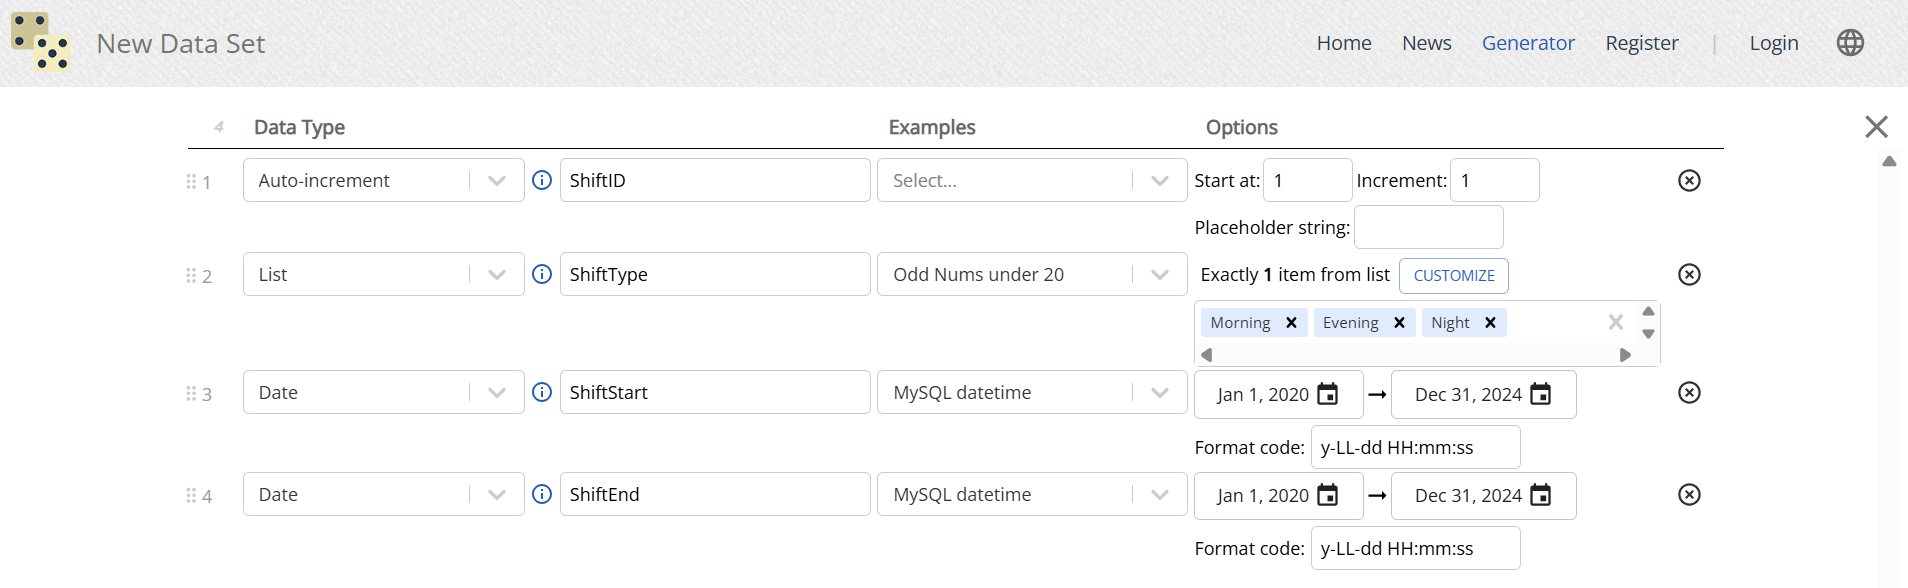 New Data Set
Home News Generator Register | Login
4 Data Type Examples Options
1 Auto-increment ShiftID Select... Start at: 1 Increment: 1
Placeholder string:
2 List ShiftType Odd Nums under 20 Exactly 1 item from list CUSTOMIZE
Morning Evening Night
3 Date ShiftStart MySQL datetime Jan 1, 2020 Dec 31, 2024
Format code: y-LL-dd HH:mm:ss
4 Date ShiftEnd MySQL datetime Jan 1, 2020 Dec 31, 2024
Format code: y-LL-dd HH:mm:ss